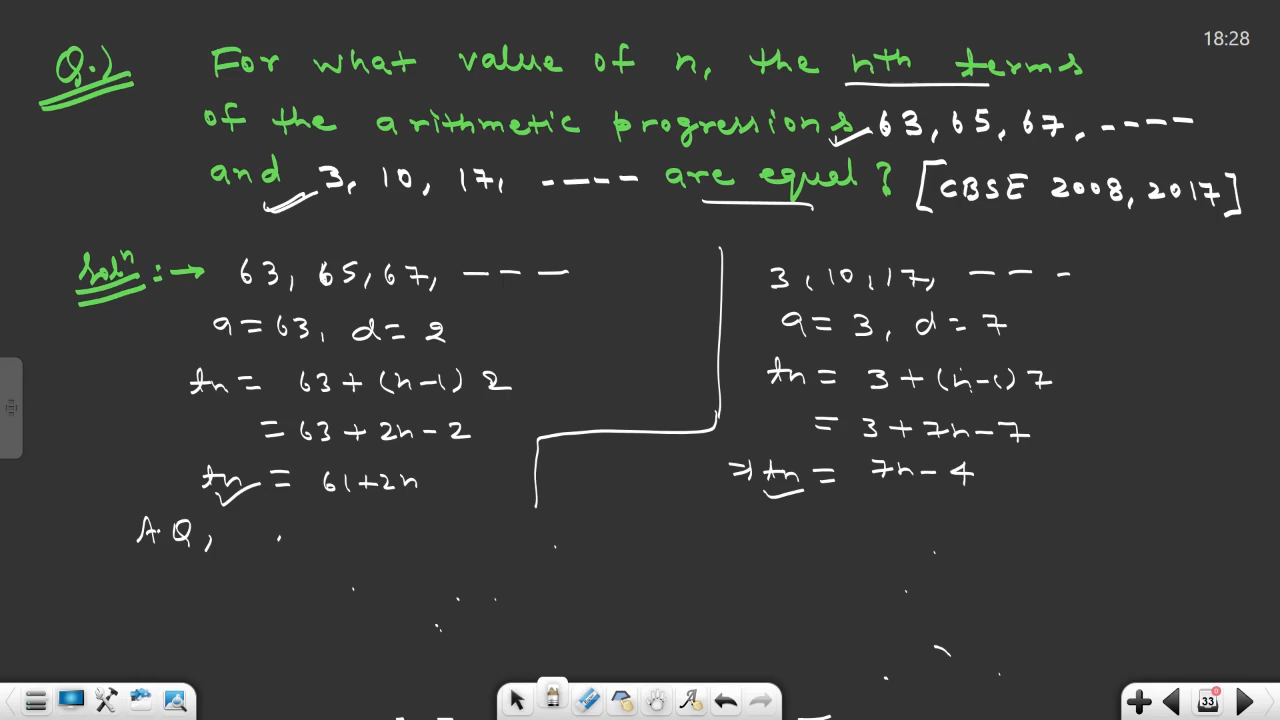 18:28
Q.) For what value of n, the nth terms
of the arithmetic progressions 63, 65, 67, ----
and 3, 10, 17, ---- are equal? [CBSE 2008, 2017]
Solⁿ :→ 63, 65, 67, ---
a = 63, d = 2
tn = 63 + (n-1) 2
= 63 + 2n - 2
tn = 61 + 2n
3, 10, 17, ---
a = 3, d = 7
tn = 3 + (n-1) 7
= 3 + 7n - 7
⇒ tn = 7n - 4
A.Q,
33